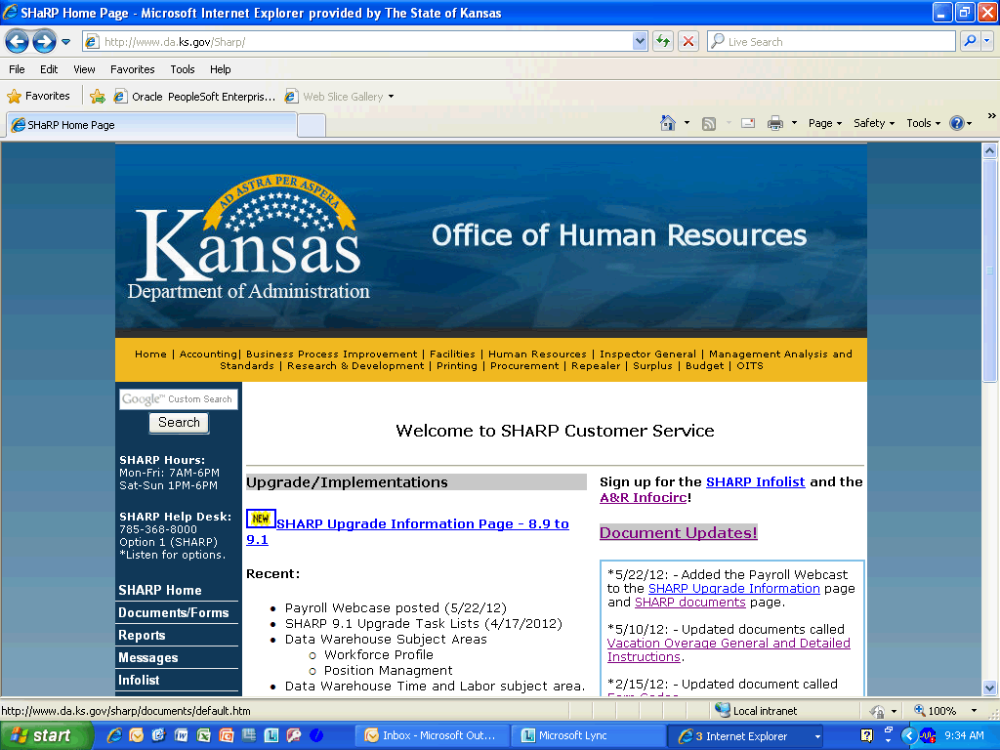 SHaRP Home Page - Microsoft Internet Explorer provided by The State of Kansas
http://www.da.ks.gov/Sharp/
Live Search
File Edit View Favorites Tools Help
Favorites
Oracle PeopleSoft Enterpris...
Web Slice Gallery
SHaRP Home Page
Page Safety Tools »
AD ASTRA PER ASPERA
Kansas
Department of Administration
Office of Human Resources
Home | Accounting| Business Process Improvement | Facilities | Human Resources | Inspector General | Management Analysis and
Standards | Research & Development | Printing | Procurement | Repealer | Surplus | Budget | OITS
Google™ Custom Search
Search
SHARP Hours:
Mon-Fri: 7AM-6PM
Sat-Sun 1PM-6PM
SHARP Help Desk:
785-368-8000
Option 1 (SHARP)
*Listen for options.
SHARP Home
Documents/Forms
Reports
Messages
Infolist
Welcome to SHARP Customer Service
Upgrade/Implementations
NEW SHARP Upgrade Information Page - 8.9 to
9.1
Recent:
• Payroll Webcase posted (5/22/12)
• SHARP 9.1 Upgrade Task Lists (4/17/2012)
• Data Warehouse Subject Areas
o Workforce Profile
o Position Managment
• Data Warehouse Time and Labor subject area.
Sign up for the SHARP Infolist and the
A&R Infocirc!
Document Updates!
*5/22/12: - Added the Payroll Webcast
to the SHARP Upgrade Information page
and SHARP documents page.
*5/10/12: - Updated documents called
Vacation Overage General and Detailed
Instructions.
*2/15/12: - Updated document called
http://www.da.ks.gov/sharp/documents/default.htm
Local intranet
100%
start
Inbox - Microsoft Out...
Microsoft Lync
3 Internet Explorer
9:34 AM